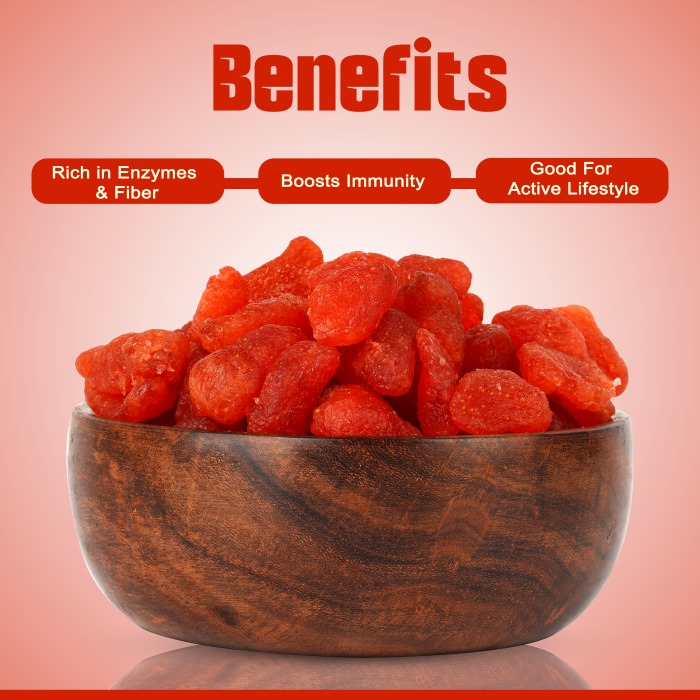 Benefits
Rich in Enzymes
& Fiber
Boosts Immunity
Good For
Active Lifestyle